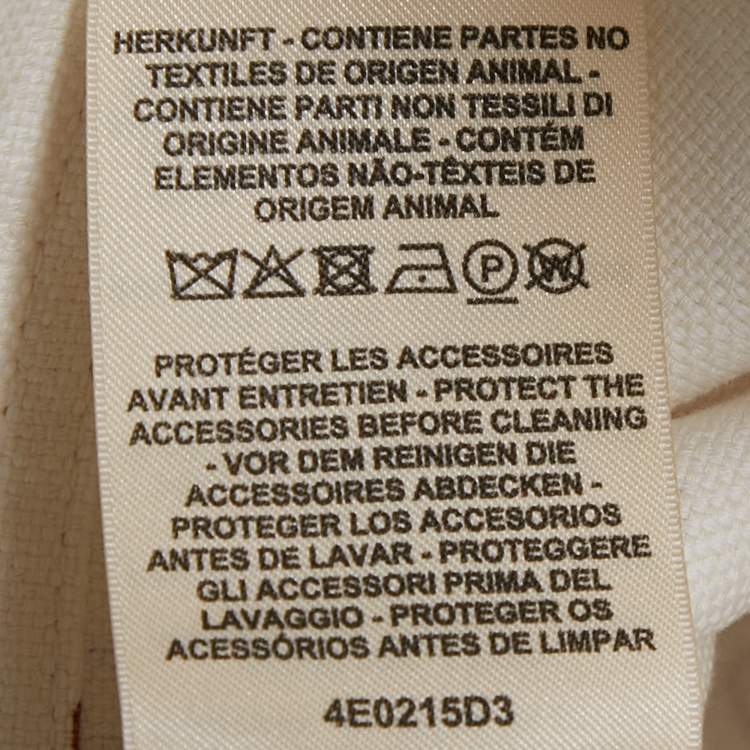 HERKUNFT - CONTIENE PARTES NO
TEXTILES DE ORIGEN ANIMAL -
CONTIENE PARTI NON TESSILI DI
ORIGINE ANIMALE - CONTÉM
ELEMENTOS NÃO-TÊXTEIS DE
ORIGEM ANIMAL
P W
PROTÉGER LES ACCESSOIRES
AVANT ENTRETIEN - PROTECT THE
ACCESSORIES BEFORE CLEANING
- VOR DEM REINIGEN DIE
ACCESSOIRES ABDECKEN -
PROTEGER LOS ACCESORIOS
ANTES DE LAVAR - PROTEGGERE
GLI ACCESSORI PRIMA DEL
LAVAGGIO - PROTEGER OS
ACESSÓRIOS ANTES DE LIMPAR
4E0215D3